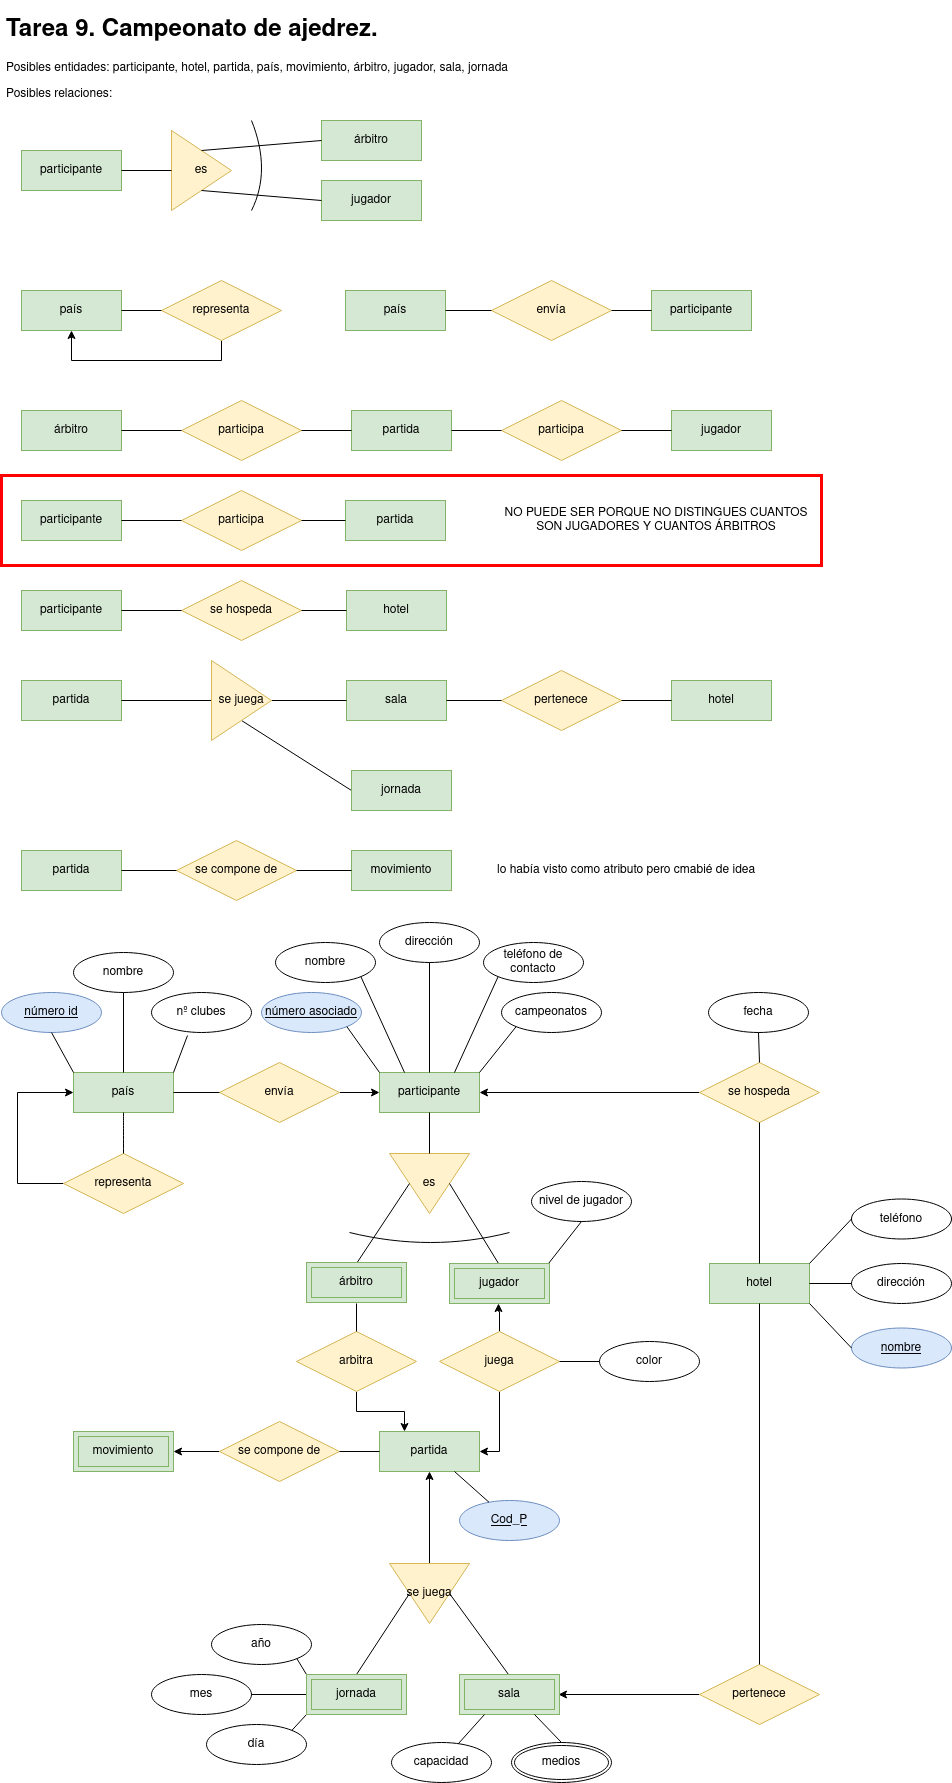 Tarea 9. Campeonato de ajedrez.
Posibles entidades: participante, hotel, partida, país, movimiento, árbitro, jugador, sala, jornada
Posibles relaciones:
árbitro
participante
es
jugador
país
representa
país
envía
participante
árbitro
participa
partida
participa
jugador
participante
participa
partida
NO PUEDE SER PORQUE NO DISTINGUES CUANTOS
SON JUGADORES Y CUANTOS ÁRBITROS
participante
se hospeda
hotel
partida
se juega
sala
pertenece
hotel
jornada
partida
se compone de
movimiento
lo había visto como atributo pero cmabié de idea
dirección
nombre
nombre
teléfono de
contacto
número id
nº clubes
número asociado
campeonatos
fecha
país
envía
participante
se hospeda
representa
es
nivel de jugador
teléfono
árbitro
jugador
hotel
dirección
nombre
arbitra
juega
color
movimiento
se compone de
partida
Cod_P
se juega
año
mes
jornada
sala
pertenece
día
capacidad
medios